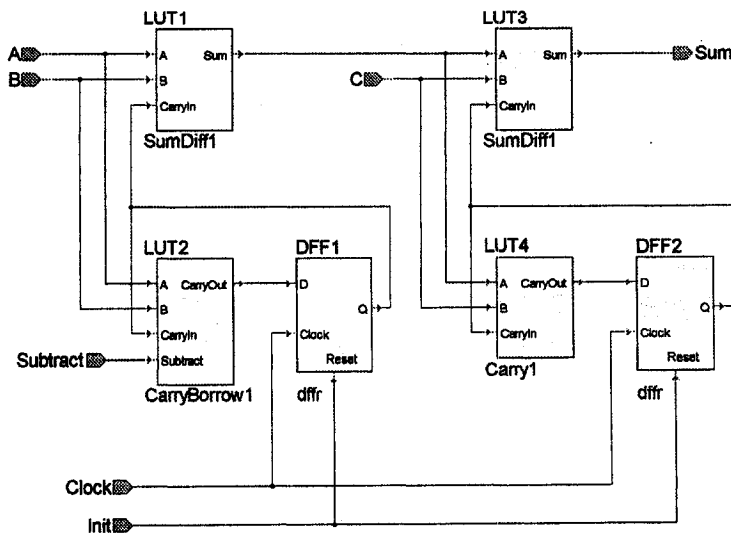 LUT1
LUT3
A
A
Sum
A
Sum
Sum
B
B
C
B
CarryIn
CarryIn
SumDiff1
SumDiff1
LUT2
DFF1
LUT4
DFF2
A
CarryOut
D
A
CarryOut
D
B
Q
B
Q
CarryIn
Clock
CarryIn
Clock
Subtract
Subtract
Reset
Reset
CarryBorrow1
dffr
Carry1
dffr
Clock
Init